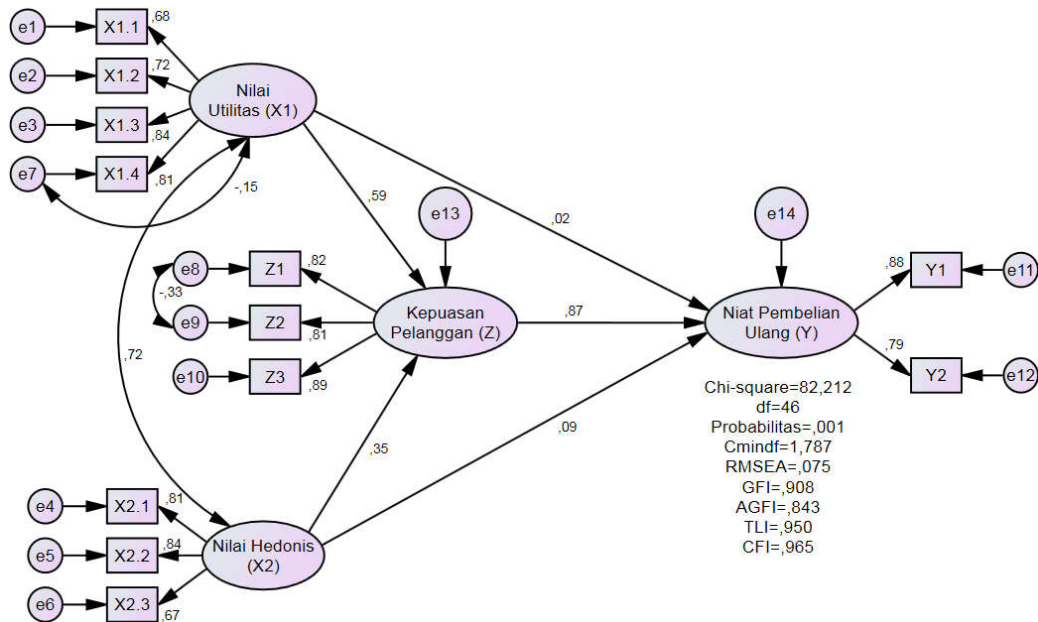 e1
X1.1
,68
e2
X1.2
,72
e3
X1.3
,84
e7
X1.4
,81
Nilai
Utilitas (X1)
-,15
,59
,02
e13
e14
e8
Z1
,82
-,33
e9
Z2
,81
e10
Z3
,89
Kepuasan
Pelanggan (Z)
,87
Niat Pembelian
Ulang (Y)
,88
Y1
e11
,79
Y2
e12
,72
,35
,09
Chi-square=82,212
df=46
Probabilitas=,001
Cmindf=1,787
RMSEA=,075
GFI=,908
AGFI=,843
TLI=,950
CFI=,965
e4
X2.1
,81
e5
X2.2
,84
e6
X2.3
,67
Nilai Hedonis
(X2)